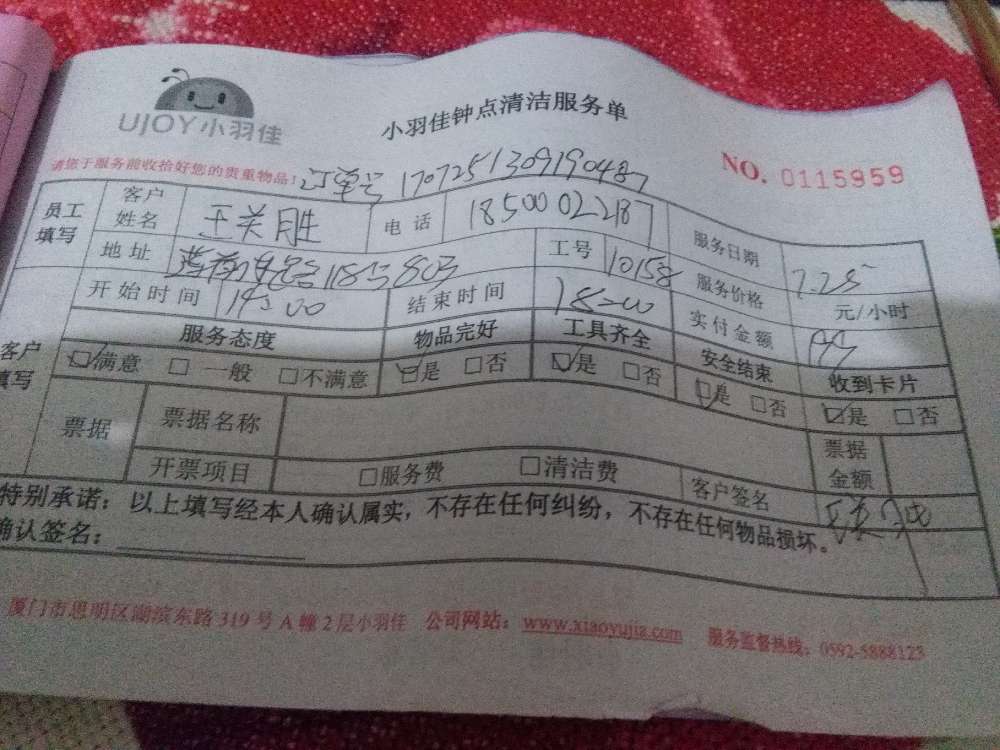 UJOY小羽佳
小羽佳钟点清洁服务单
请您于服务前收拾好您的贵重物品! 订单号 170725130919048
NO. 0115959
员工填写 客户姓名 王关胜 电话 18500022187 服务日期 7.25
地址 118号803 工号 10158 服务价格 元/小时
开始时间 14:00 结束时间 18:00 实付金额
客户填写 服务态度 物品完好 工具齐全 安全结束 收到卡片
☑满意 □一般 □不满意 ☑是 □否 ☑是 □否 ☑是 □否 ☑是 □否
票据 票据名称 票据金额
开票项目 □服务费 □清洁费 客户签名
特别承诺:以上填写经本人确认属实,不存在任何纠纷,不存在任何物品损坏。
确认签名:
厦门市思明区湖滨东路 319 号 A 幢 2 层小羽佳 公司网站:www.xiaoyujia.com 服务监督热线:0592-5888123